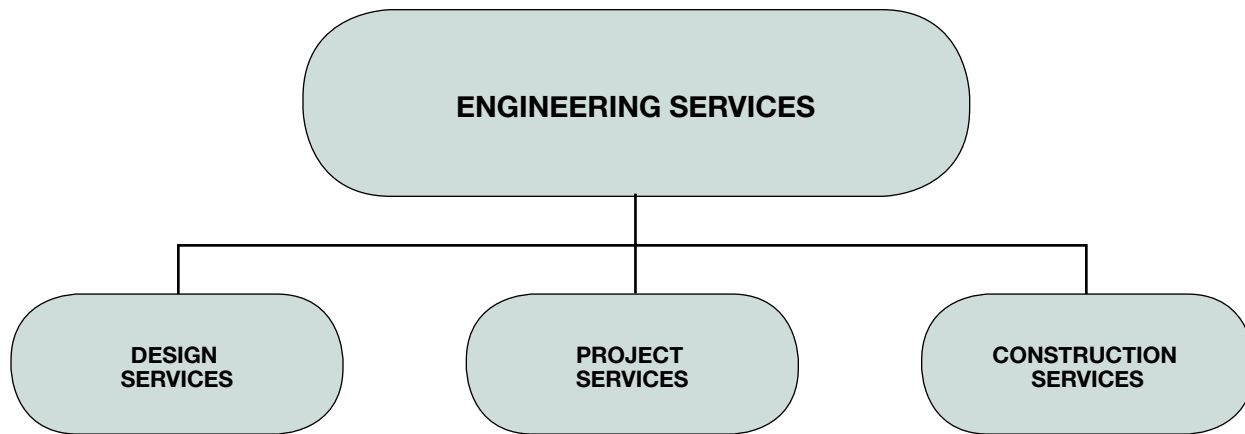 ENGINEERING SERVICES
DESIGN
SERVICES
PROJECT
SERVICES
CONSTRUCTION
SERVICES